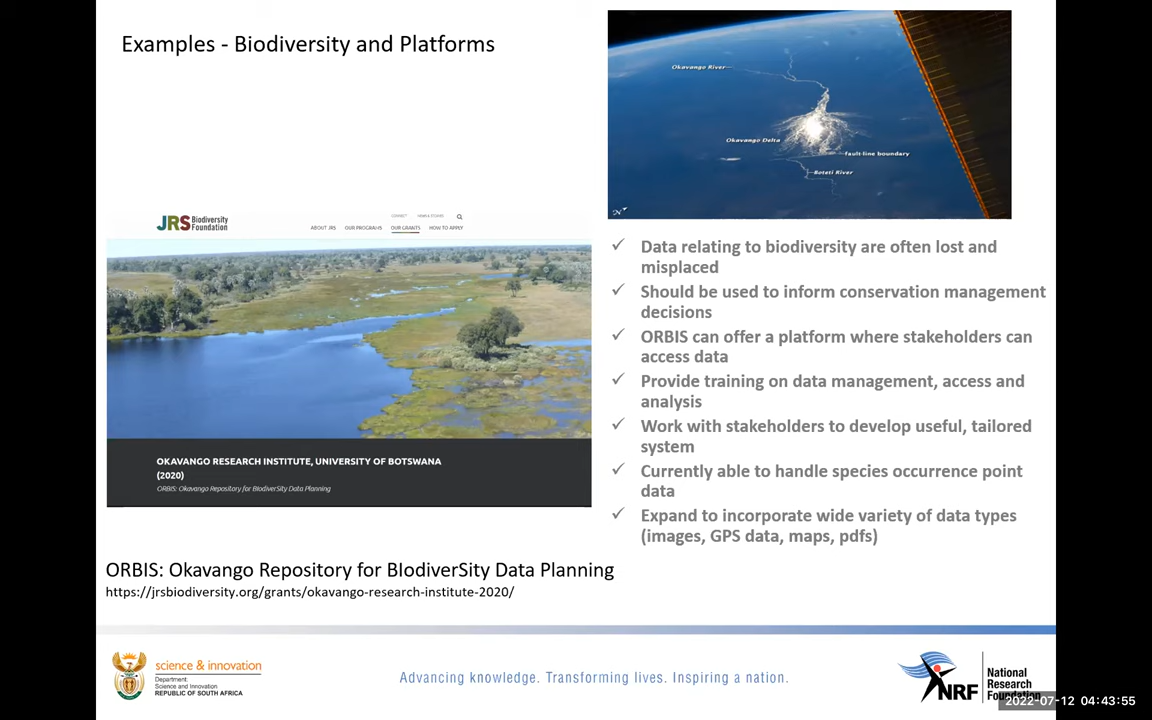 Examples - Biodiversity and Platforms
Okavango River
Okavango Delta
fault-line boundary
Boteti River
N
JRS Biodiversity
Foundation
CONTACT NEWS & STUDIES
ABOUT JRS OUR PROGRAMS OUR GRANTS HOW TO APPLY
OKAVANGO RESEARCH INSTITUTE, UNIVERSITY OF BOTSWANA
(2020)
ORBIS: Okavango Repository for BIodiverSity Data Planning
✓ Data relating to biodiversity are often lost and
misplaced
✓ Should be used to inform conservation management
decisions
✓ ORBIS can offer a platform where stakeholders can
access data
✓ Provide training on data management, access and
analysis
✓ Work with stakeholders to develop useful, tailored
system
✓ Currently able to handle species occurrence point
data
✓ Expand to incorporate wide variety of data types
(images, GPS data, maps, pdfs)
ORBIS: Okavango Repository for BIodiverSity Data Planning
https://jrsbiodiversity.org/grants/okavango-research-institute-2020/
science & innovation
Department:
Science and Innovation
REPUBLIC OF SOUTH AFRICA
Advancing knowledge. Transforming lives. Inspiring a nation.
NRF
National
Research
Foundation
2022-07-12 04:43:55